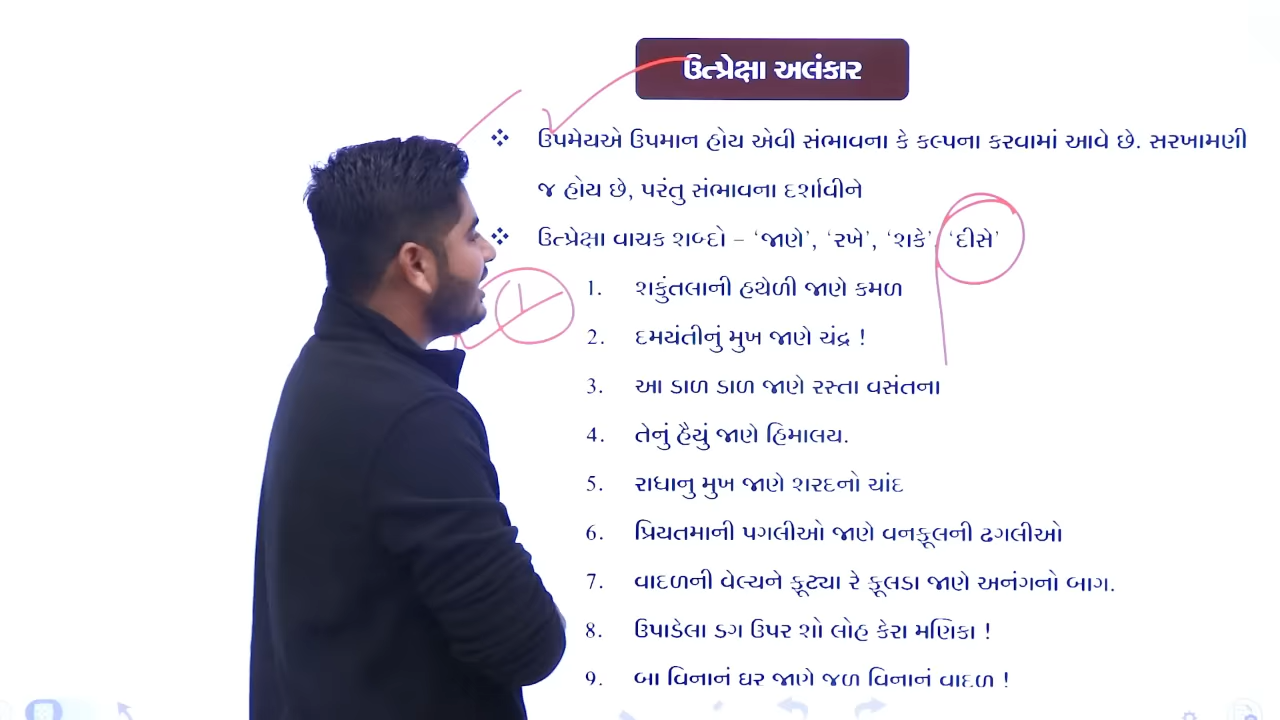 ઉત્પ્રેક્ષા અલંકાર
❖ ઉપમેયએ ઉપમાન હોય એવી સંભાવના કે કલ્પના કરવામાં આવે છે. સરખામણી
જ હોય છે, પરંતુ સંભાવના દર્શાવીને
❖ ઉત્પ્રેક્ષા વાચક શબ્દો – ‘જાણે’, ‘રખે’, ‘શકે’, ‘દીસે’
1. શકુંતલાની હથેળી જાણે કમળ
2. દમયંતીનું મુખ જાણે ચંદ્ર !
3. આ ડાળ ડાળ જાણે રસ્તા વસંતના
4. તેનું હૈયું જાણે હિમાલય.
5. રાધાનુ મુખ જાણે શરદનો ચાંદ
6. પ્રિયતમાની પગલીઓ જાણે વનફૂલની ઢગલીઓ
7. વાદળની વેલ્યને ફૂટ્યા રે ફૂલડા જાણે અનંગનો બાગ.
8. ઉપાડેલા ડગ ઉપર શો લોહ કેરા મણિકા !
9. બા વિનાનું ઘર જાણે જળ વિનાનું વાદળ !